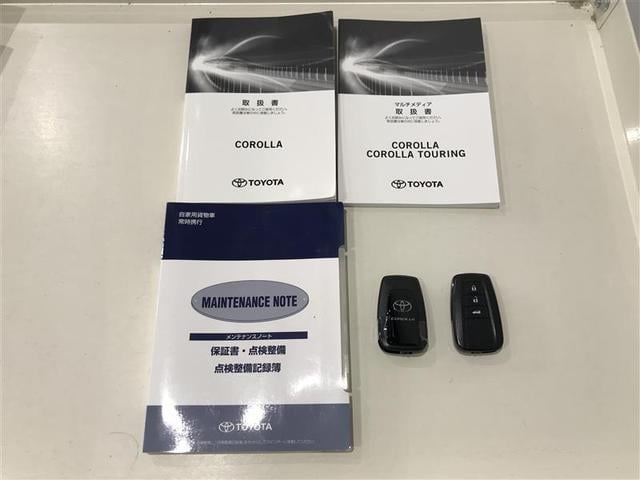 取扱書
COROLLA
TOYOTA
マルチメディア
取扱書
COROLLA
COROLLA TOURING
TOYOTA
自家用貨物車
常時携行
MAINTENANCE NOTE
メンテナンスノート
保証書・点検整備
点検整備記録簿
TOYOTA
COROLLA